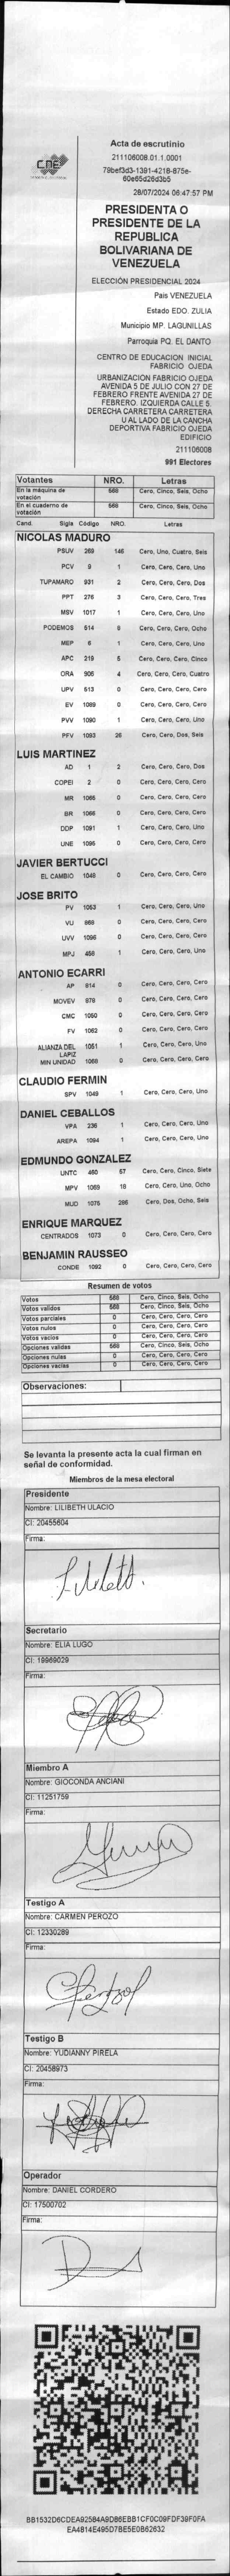 CNE
Acta de escrutinio
211106008.01.1.0001
79bef3d3-1391-4218-875e-
60e65d26d3b5
28/07/2024 06:47:57 PM
PRESIDENTA O
PRESIDENTE DE LA
REPUBLICA
BOLIVARIANA DE
VENEZUELA
ELECCIÓN PRESIDENCIAL 2024
Pais VENEZUELA
Estado EDO. ZULIA
Municipio MP. LAGUNILLAS
Parroquia PQ. EL DANTO
CENTRO DE EDUCACION INICIAL
FABRICIO OJEDA
URBANIZACION FABRICIO OJEDA
AVENIDA 5 DE JULIO CON 27 DE
FEBRERO FRENTE AVENIDA 27 DE
FEBRERO. IZQUIERDA CALLE 5.
DERECHA CARRETERA CARRETERA
U AL LADO DE LA CANCHA
DEPORTIVA FABRICIO OJEDA
EDIFICIO
211106008
991 Electores
Votantes NRO. Letras
En la máquina de votación 568 Cero, Cinco, Seis, Ocho
En el cuaderno de votación 568 Cero, Cinco, Seis, Ocho
Cand. Sigla Código NRO. Letras
NICOLAS MADURO
PSUV 269 146 Cero, Uno, Cuatro, Seis
PCV 9 1 Cero, Cero, Cero, Uno
TUPAMARO 931 2 Cero, Cero, Cero, Dos
PPT 276 3 Cero, Cero, Cero, Tres
MSV 1017 1 Cero, Cero, Cero, Uno
PODEMOS 514 8 Cero, Cero, Cero, Ocho
MEP 6 1 Cero, Cero, Cero, Uno
APC 219 5 Cero, Cero, Cero, Cinco
ORA 906 4 Cero, Cero, Cero, Cuatro
UPV 513 0 Cero, Cero, Cero, Cero
EV 1089 0 Cero, Cero, Cero, Cero
PVV 1090 1 Cero, Cero, Cero, Uno
PFV 1093 26 Cero, Cero, Dos, Seis
LUIS MARTINEZ
AD 1 2 Cero, Cero, Cero, Dos
COPEI 2 0 Cero, Cero, Cero, Cero
MR 1065 0 Cero, Cero, Cero, Cero
BR 1066 0 Cero, Cero, Cero, Cero
DDP 1091 1 Cero, Cero, Cero, Uno
UNE 1095 0 Cero, Cero, Cero, Cero
JAVIER BERTUCCI
EL CAMBIO 1048 0 Cero, Cero, Cero, Cero
JOSE BRITO
PV 1053 1 Cero, Cero, Cero, Uno
VU 869 0 Cero, Cero, Cero, Cero
UVV 1096 0 Cero, Cero, Cero, Cero
MPJ 458 1 Cero, Cero, Cero, Uno
ANTONIO ECARRI
AP 914 0 Cero, Cero, Cero, Cero
MOVEV 979 0 Cero, Cero, Cero, Cero
CMC 1050 0 Cero, Cero, Cero, Cero
FV 1062 0 Cero, Cero, Cero, Cero
ALIANZA DEL LAPIZ 1051 1 Cero, Cero, Cero, Uno
MIN UNIDAD 1069 0 Cero, Cero, Cero, Cero
CLAUDIO FERMIN
SPV 1049 1 Cero, Cero, Cero, Uno
DANIEL CEBALLOS
VPA 236 1 Cero, Cero, Cero, Uno
AREPA 1094 1 Cero, Cero, Cero, Uno
EDMUNDO GONZALEZ
UNTC 460 57 Cero, Cero, Cinco, Siete
MPV 1069 18 Cero, Cero, Uno, Ocho
MUD 1075 286 Cero, Dos, Ocho, Seis
ENRIQUE MARQUEZ
CENTRADOS 1073 0 Cero, Cero, Cero, Cero
BENJAMIN RAUSSEO
CONDE 1092 0 Cero, Cero, Cero, Cero
Resumen de votos
Votos 568 Cero, Cinco, Seis, Ocho
Votos validos 568 Cero, Cinco, Seis, Ocho
Votos parciales 0 Cero, Cero, Cero, Cero
Votos nulos 0 Cero, Cero, Cero, Cero
Votos vacios 0 Cero, Cero, Cero, Cero
Opciones validas 568 Cero, Cinco, Seis, Ocho
Opciones nulas 0 Cero, Cero, Cero, Cero
Opciones vacias 0 Cero, Cero, Cero, Cero
Observaciones:
Se levanta la presente acta la cual firman en
señal de conformidad.
Miembros de la mesa electoral
Presidente
Nombre: LILIBETH ULACIO
CI: 20455604
Firma:
Secretario
Nombre: ELIA LUGO
CI: 19969029
Firma:
Miembro A
Nombre: GIOCONDA ANCIANI
CI: 11251759
Firma:
Testigo A
Nombre: CARMEN PEROZO
CI: 12330289
Firma:
Testigo B
Nombre: YUDIANNY PIRELA
CI: 20458973
Firma:
Operador
Nombre: DANIEL CORDERO
CI: 17500702
Firma:
BB1532D6CDEA925B4A9D86EBB1CF0C09FDF39F0FA
EA4814E495D7BE5E0B62632